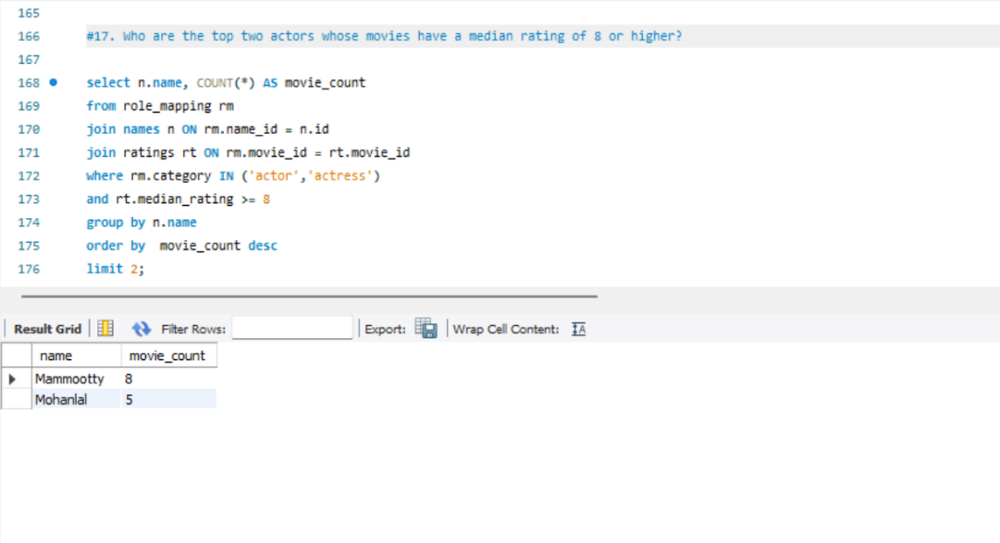 165
166 #17. Who are the top two actors whose movies have a median rating of 8 or higher?
167
168 select n.name, COUNT(*) AS movie_count
169 from role_mapping rm
170 join names n ON rm.name_id = n.id
171 join ratings rt ON rm.movie_id = rt.movie_id
172 where rm.category IN ('actor','actress')
173 and rt.median_rating >= 8
174 group by n.name
175 order by  movie_count desc
176 limit 2;
Result Grid Filter Rows: Export: Wrap Cell Content: IA
name movie_count
Mammootty 8
Mohanlal 5